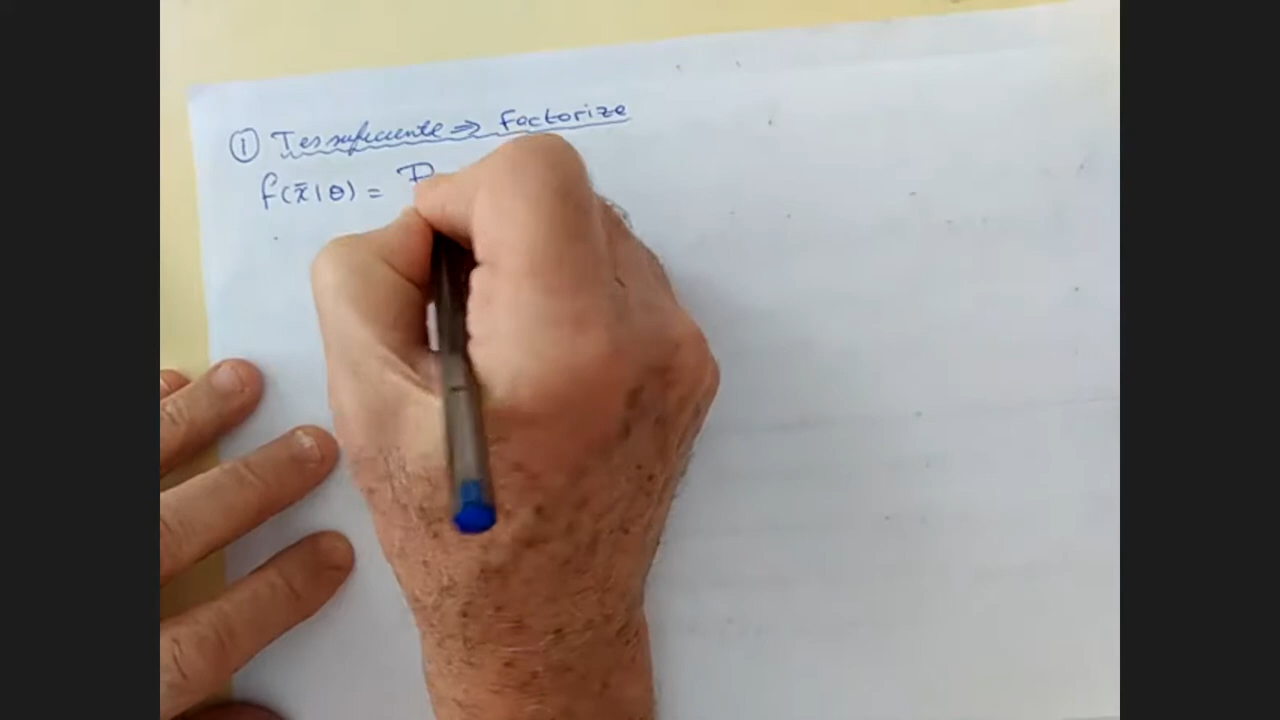 ① T es suficiente ⇒ Factorize
f(x̄|θ) = P